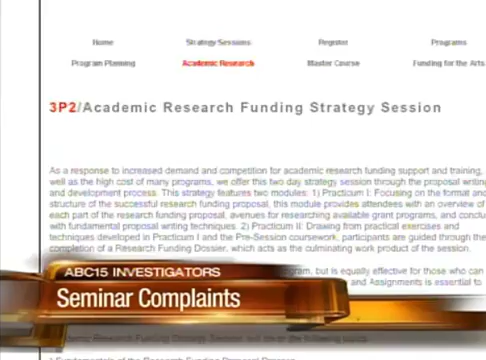 Home Strategy Sessions Register Programs
Program Planning Academic Research Master Course Funding for the Arts
3P2/Academic Research Funding Strategy Session
As a response to increased demand and competition for academic research funding support and training,
well as the high cost of many programs, we offer this two day strategy session through the proposal writing
and development process. This strategy features two modules: 1) Practicum I: Focusing on the format and
structure of the successful research funding proposal, this module provides attendees with an overview of
each part of the research funding proposal, avenues for researching available grant programs, and conclu
with fundamental proposal writing techniques. 2) Practicum II: Drawing from practical exercises and
techniques developed in Practicum I and the Pre-Session coursework, participants are guided through the
completion of a Research Funding Dossier, which acts as the culminating work product of the session.
gram, but is equally effective for those who can
and Assignments is essential to
ABC15 INVESTIGATORS
Seminar Complaints